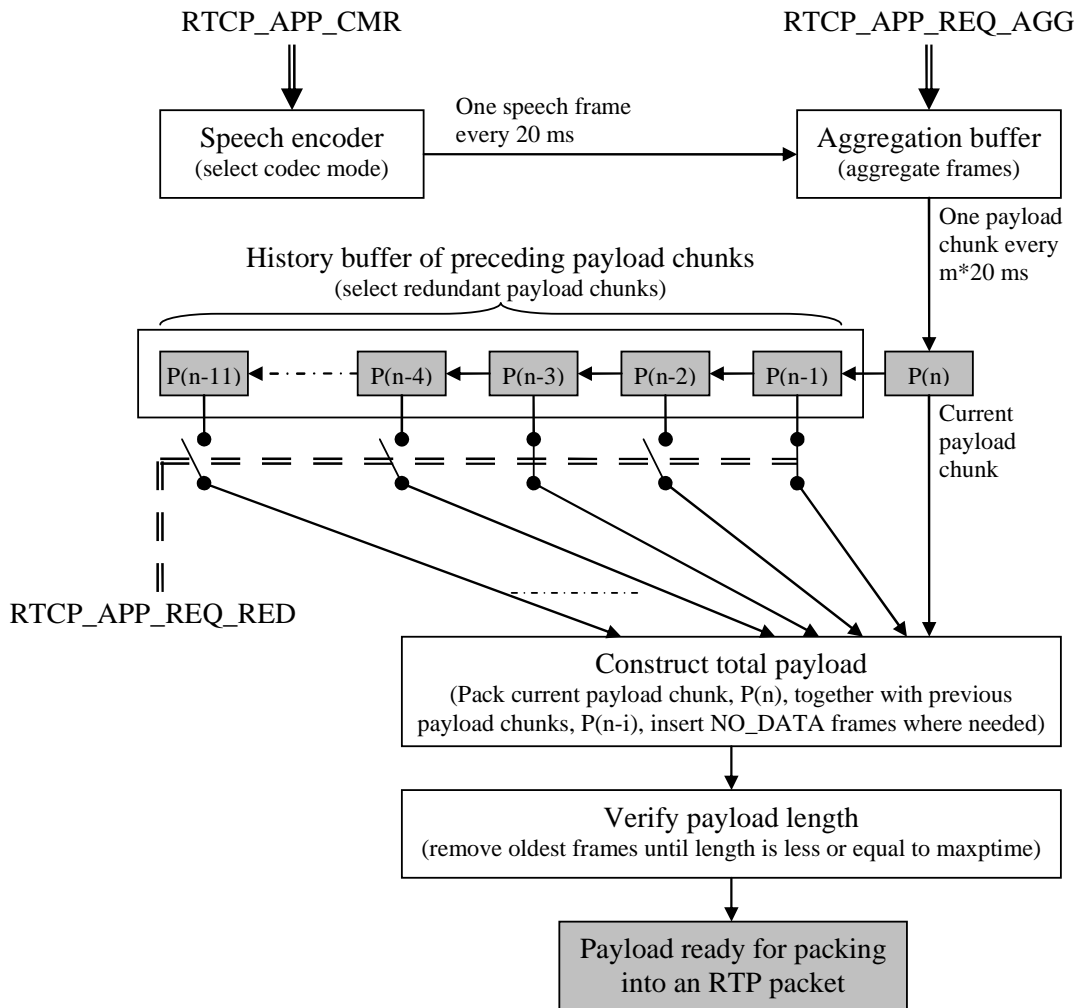 RTCP_APP_CMR
RTCP_APP_REQ_AGG
Speech encoder
(select codec mode)
One speech frame
every 20 ms
Aggregation buffer
(aggregate frames)
One payload
chunk every
m*20 ms
History buffer of preceding payload chunks
(select redundant payload chunks)
P(n-11)
P(n-4)
P(n-3)
P(n-2)
P(n-1)
P(n)
Current
payload
chunk
RTCP_APP_REQ_RED
Construct total payload
(Pack current payload chunk, P(n), together with previous
payload chunks, P(n-i), insert NO_DATA frames where needed)
Verify payload length
(remove oldest frames until length is less or equal to maxptime)
Payload ready for packing
into an RTP packet